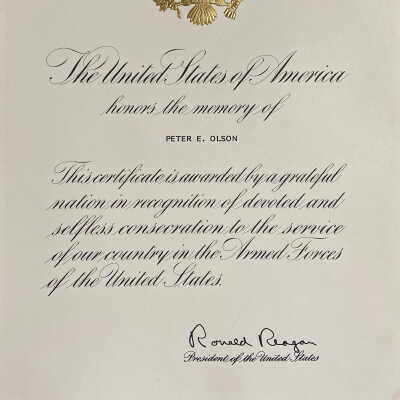 The United States of America
honors the memory of
PETER E. OLSON
This certificate is awarded by a grateful
nation in recognition of devoted and
selfless consecration to the service
of our country in the Armed Forces
of the United States.
Ronald Reagan
President of the United States